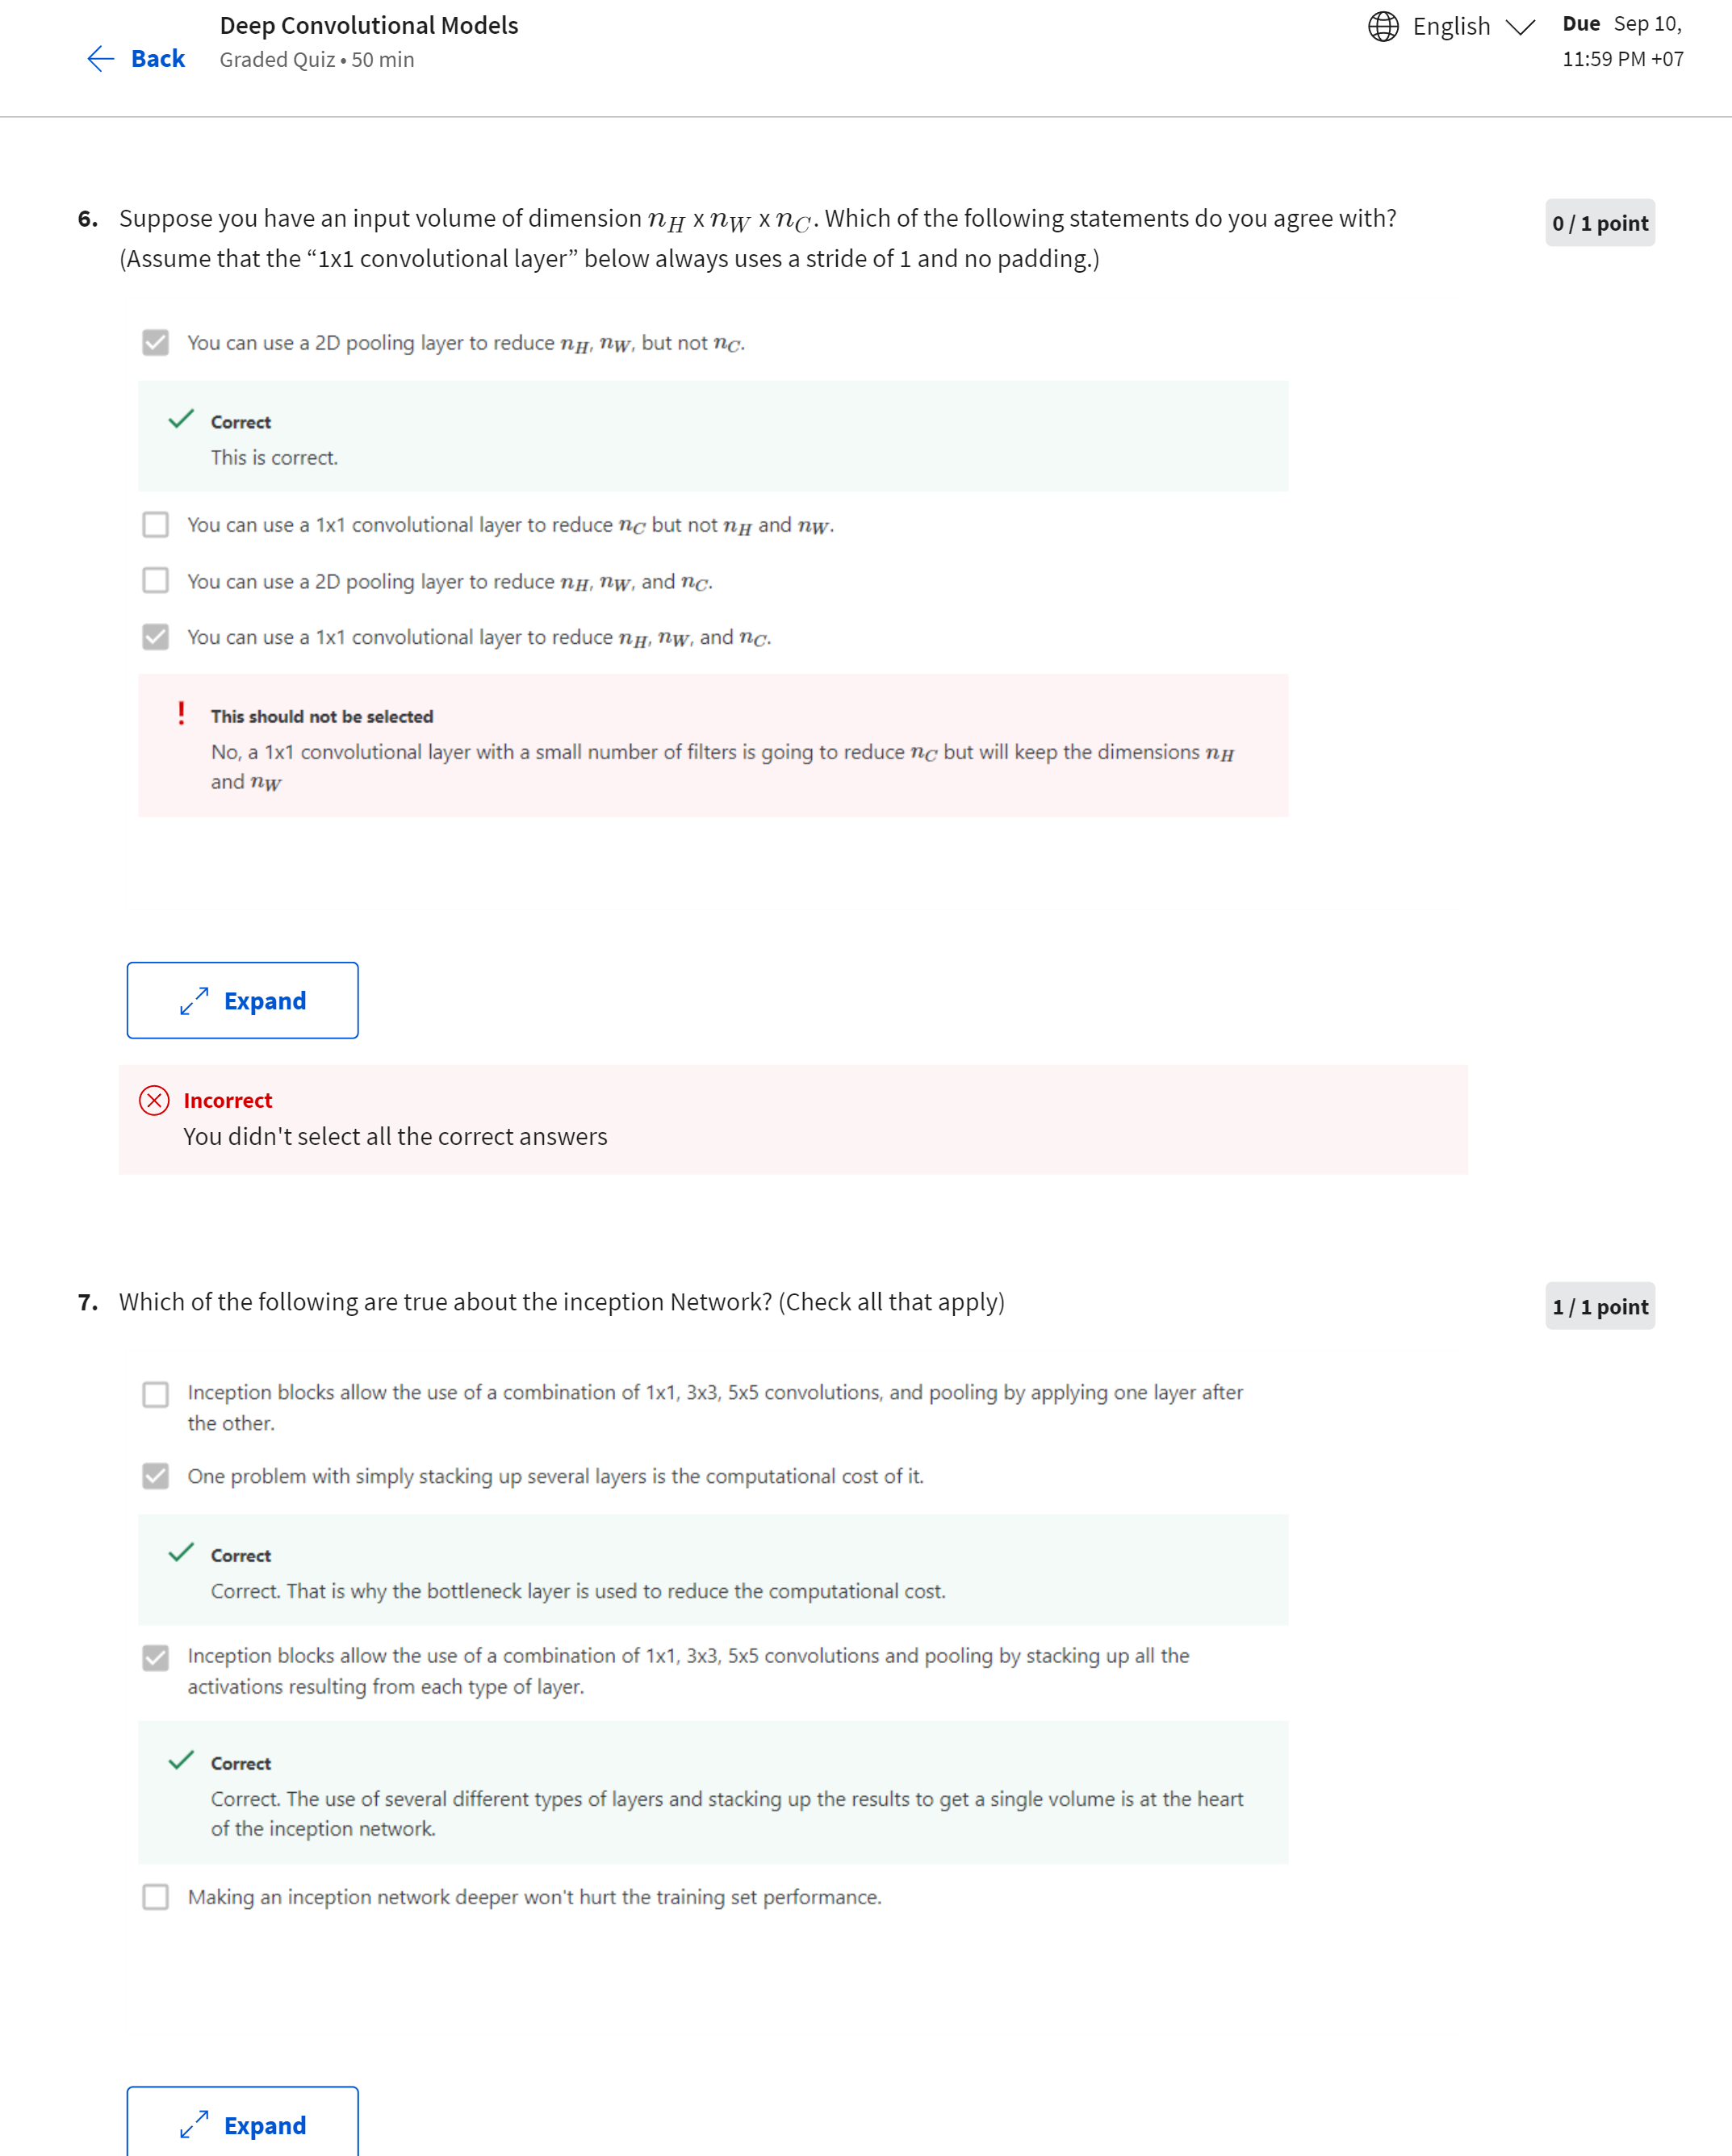 Deep Convolutional Models
Back
Graded Quiz • 50 min
English
Due Sep 10,
11:59 PM +07
6. Suppose you have an input volume of dimension n_H x n_W x n_C. Which of the following statements do you agree with?
0 / 1 point
(Assume that the “1x1 convolutional layer” below always uses a stride of 1 and no padding.)
You can use a 2D pooling layer to reduce n_H, n_W, but not n_C.
Correct
This is correct.
You can use a 1x1 convolutional layer to reduce n_C but not n_H and n_W.
You can use a 2D pooling layer to reduce n_H, n_W, and n_C.
You can use a 1x1 convolutional layer to reduce n_H, n_W, and n_C.
! This should not be selected
No, a 1x1 convolutional layer with a small number of filters is going to reduce n_C but will keep the dimensions n_H
and n_W
Expand
Incorrect
You didn't select all the correct answers
7. Which of the following are true about the inception Network? (Check all that apply)
1 / 1 point
Inception blocks allow the use of a combination of 1x1, 3x3, 5x5 convolutions, and pooling by applying one layer after
the other.
One problem with simply stacking up several layers is the computational cost of it.
Correct
Correct. That is why the bottleneck layer is used to reduce the computational cost.
Inception blocks allow the use of a combination of 1x1, 3x3, 5x5 convolutions and pooling by stacking up all the
activations resulting from each type of layer.
Correct
Correct. The use of several different types of layers and stacking up the results to get a single volume is at the heart
of the inception network.
Making an inception network deeper won't hurt the training set performance.
Expand